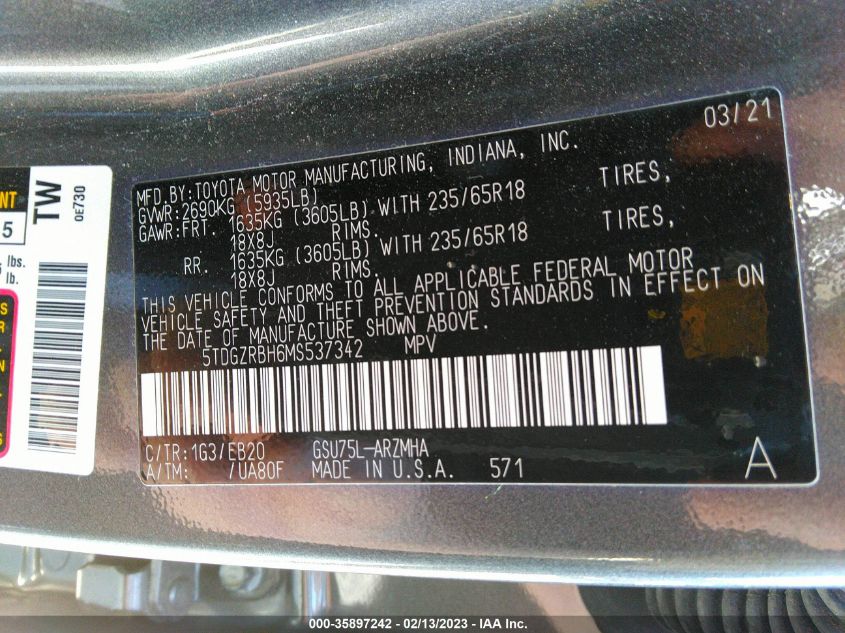 03/21
MFD.BY:TOYOTA MOTOR MANUFACTURING, INDIANA, INC.
GVWR:2690KG (5935LB)
GAWR:FRT. 1635KG (3605LB) WITH 235/65R18 TIRES,
18X8J RIMS.
RR. 1635KG (3605LB) WITH 235/65R18 TIRES,
18X8J RIMS.
THIS VEHICLE CONFORMS TO ALL APPLICABLE FEDERAL MOTOR
VEHICLE SAFETY AND THEFT PREVENTION STANDARDS IN EFFECT ON
THE DATE OF MANUFACTURE SHOWN ABOVE.
5TDGZRBH6MS537342 MPV
C/TR:1G3/EB20 GSU75L-ARZMHA
A/TM: /UA80F MADE IN U.S.A. 571
A
TW
0E730
5
lbs.
lb.
000-35897242 - 02/13/2023 - IAA Inc.